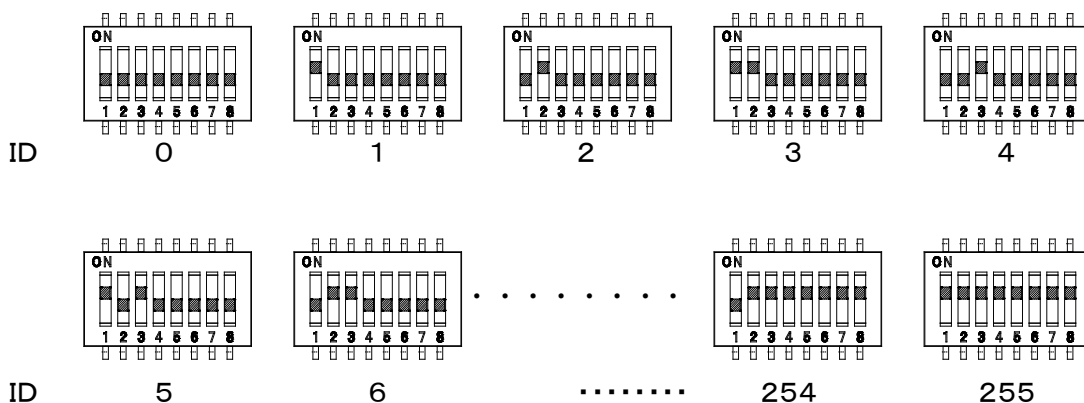 ON ON ON ON ON
1 2 3 4 5 6 7 8 1 2 3 4 5 6 7 8 1 2 3 4 5 6 7 8 1 2 3 4 5 6 7 8 1 2 3 4 5 6 7 8
ID 0 1 2 3 4
ON ON ON ON
1 2 3 4 5 6 7 8 1 2 3 4 5 6 7 8 1 2 3 4 5 6 7 8 1 2 3 4 5 6 7 8
ID 5 6 ········ 254 255